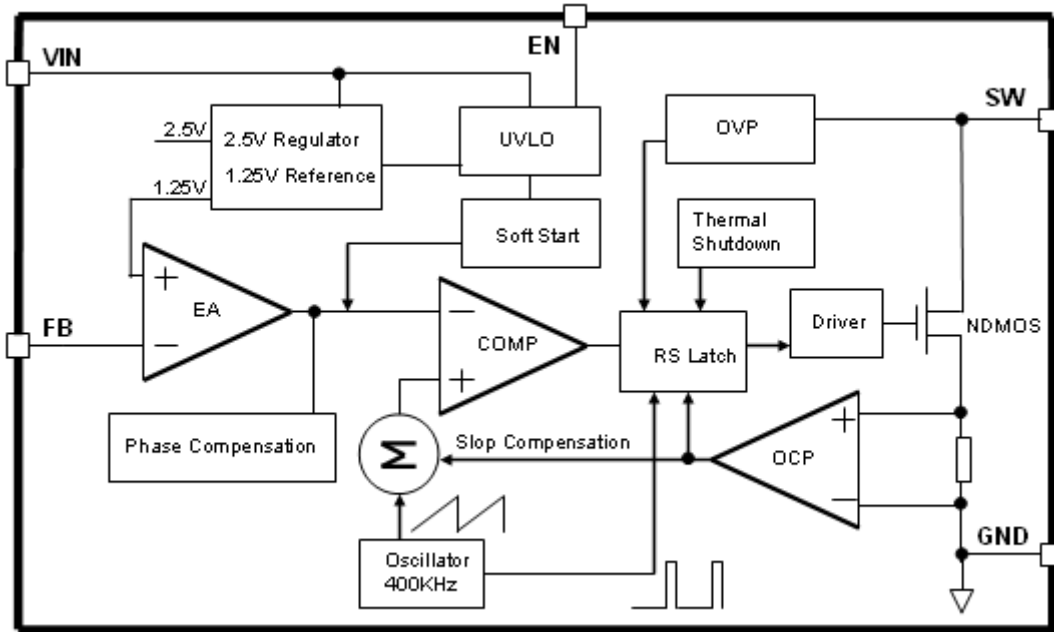 EN
VIN
SW
OVP
2.5V
2.5V Regulator
UVLO
1.25V Reference
1.25V
Soft Start
Thermal
Shutdown
+
EA
−
FB
−
COMP
+
RS Latch
Driver
NDMOS
Phase Compensation
Σ
Slop Compensation
+
OCP
−
GND
Oscillator
400KHz